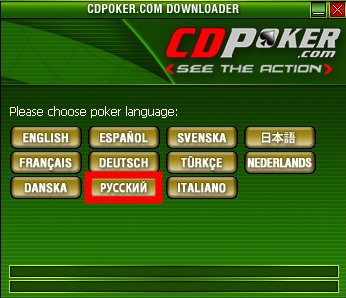 CDPOKER.COM DOWNLOADER
CDPOKER
.com
SEE THE ACTION
Please choose poker language:
ENGLISH ESPAÑOL SVENSKA 日本語
FRANÇAIS DEUTSCH TÜRKÇE NEDERLANDS
DANSKA РУССКИЙ ITALIANO